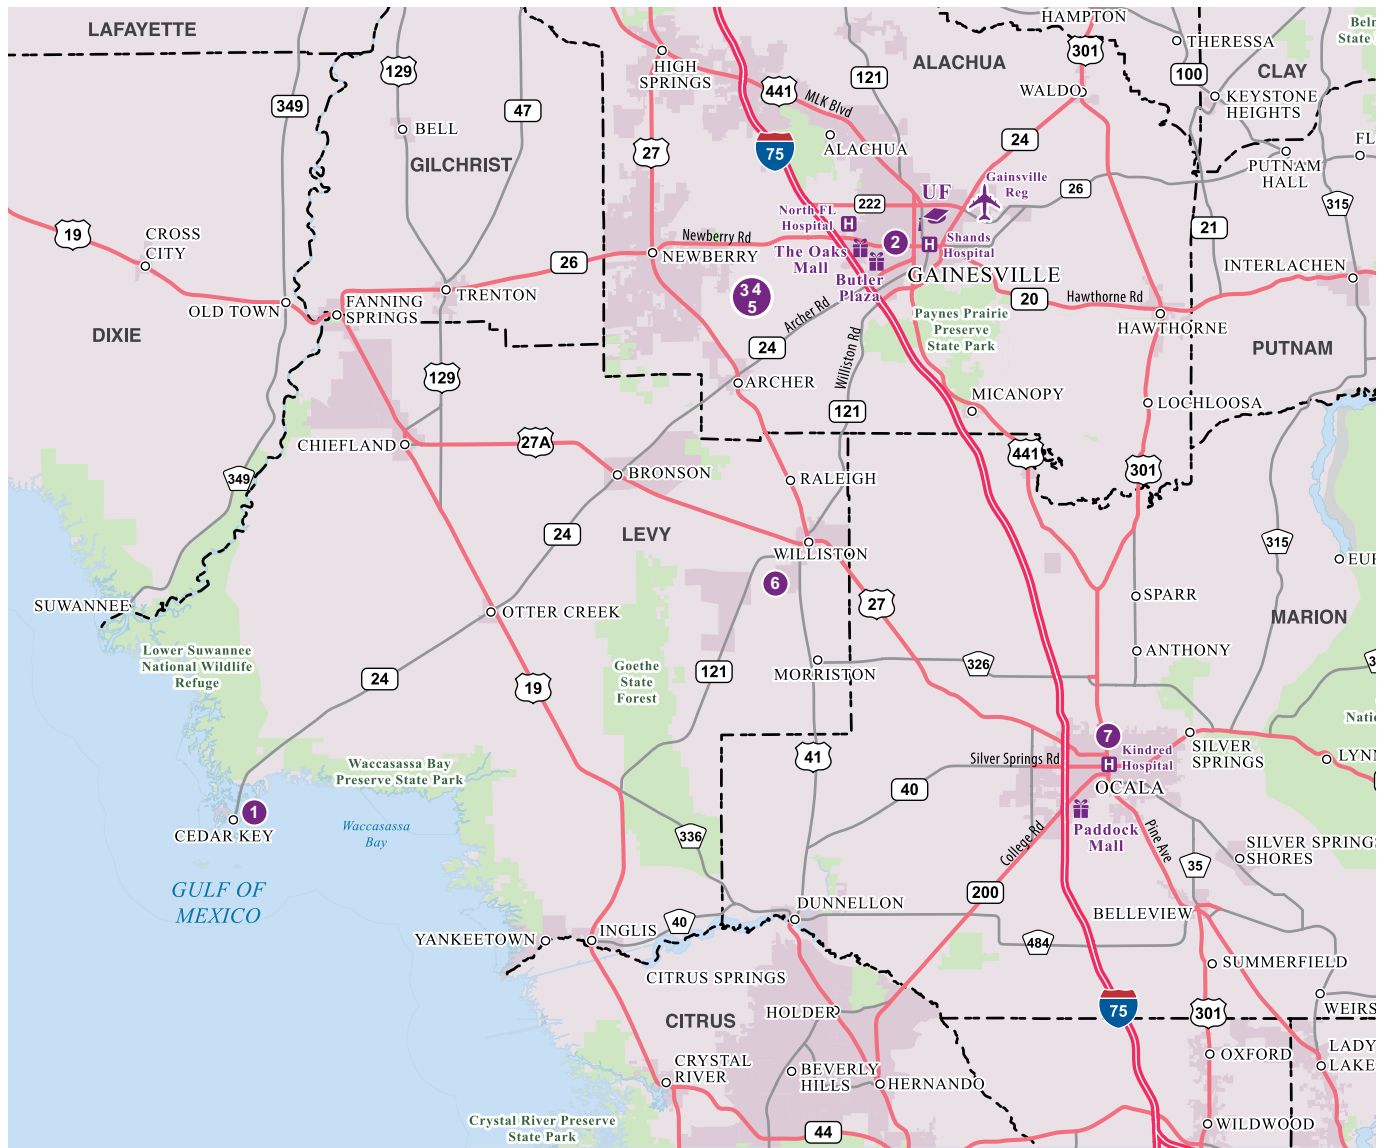 LAFAYETTE
HAMPTON
Beln
State
129
349
47
HIGH
SPRINGS
441
MLK Blvd
121
ALACHUA
301
THERESSA
100
CLAY
WALDO
KEYSTONE
HEIGHTS
BELL
GILCHRIST
27
75
ALACHUA
24
FL
PUTNAM
HALL
UF
Gainsville
Reg
26
315
19
CROSS
CITY
North FL
Hospital
222
21
Newberry Rd
2
Shands
Hospital
26
NEWBERRY
The Oaks
Mall
GAINESVILLE
INTERLACHEN
Butler
Plaza
3 4
5
TRENTON
OLD TOWN
FANNING
SPRINGS
20
Hawthorne Rd
HAWTHORNE
Archer Rd
Paynes Prairie
Preserve
State Park
DIXIE
24
Williston Rd
PUTNAM
129
ARCHER
MICANOPY
LOCHLOOSA
121
CHIEFLAND
27A
441
301
BRONSON
RALEIGH
349
24
LEVY
315
WILLISTON
EUR
6
27
SPARR
SUWANNEE
OTTER CREEK
MARION
Lower Suwannee
National Wildlife
Refuge
Goethe
State
Forest
ANTHONY
326
3
24
121
MORRISTON
19
Natio
7
Kindred
Hospital
SILVER
SPRINGS
Silver Springs Rd
41
LYNN
Waccasassa Bay
Preserve State Park
40
OCALA
1
CEDAR KEY
Waccasassa
Bay
336
College Rd
Paddock
Mall
Pine Ave
SILVER SPRINGS
SHORES
35
GULF OF
MEXICO
200
DUNNELLON
BELLEVIEW
YANKEETOWN
INGLIS
40
484
SUMMERFIELD
CITRUS SPRINGS
WEIRS
CITRUS
HOLDER
75
301
OXFORD
LADY
LAKE
CRYSTAL
RIVER
BEVERLY
HILLS
HERNANDO
Crystal River Preserve
State Park
44
WILDWOOD